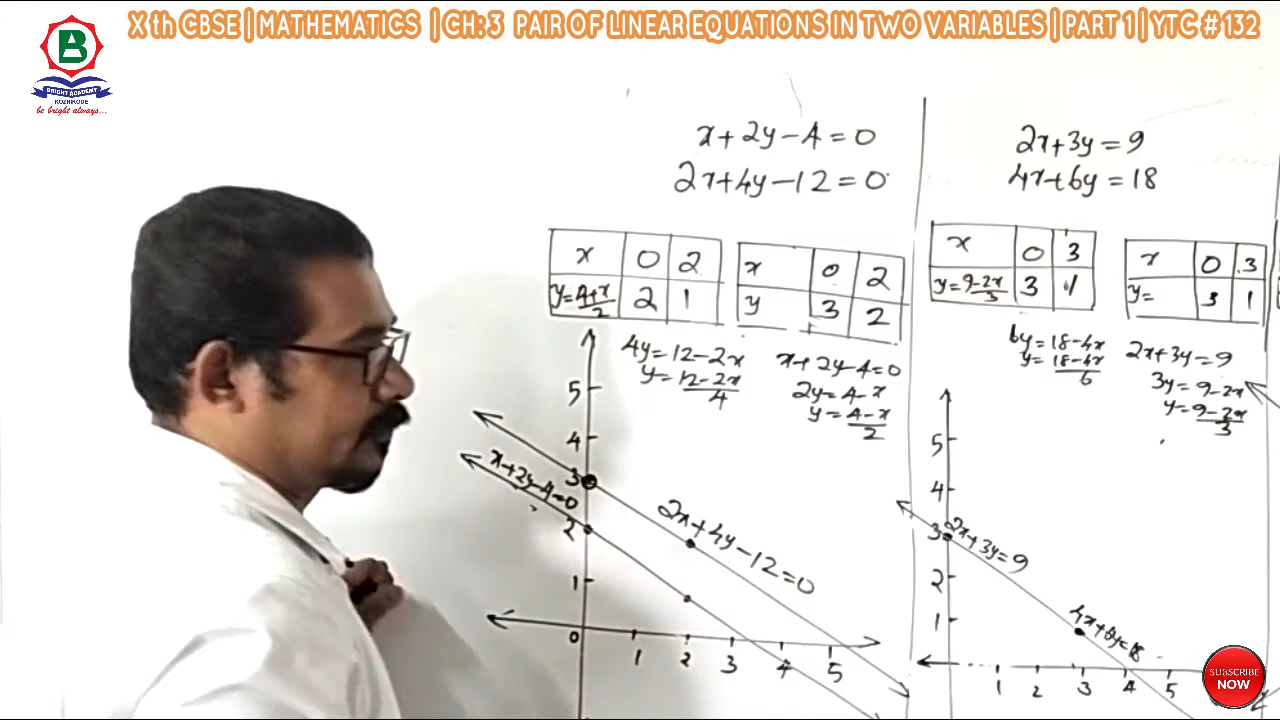 X th CBSE | MATHEMATICS | CH: 3 PAIR OF LINEAR EQUATIONS IN TWO VARIABLES | PART 1 | YTC # 132
B
BRIGHT ACADEMY
KOZHIKODE
be bright always...
x+2y-4=0
2x+4y-12=0
x 0 2
y=4+x/2 2 1
x 0 2
y 3 2
4y=12-2x
y=12-2x/4
x+2y-4=0
2y=4-x
y=4-x/2
5
4
3
2
1
0
1 2 3 4 5
x+2y-4=0
2x+4y-12=0
2x+3y=9
4x+6y=18
x 0 3
y=9-2x/3 3 1
x 0 3
y= 3 1
6y=18-4x
y=18-4x/6
2x+3y=9
3y=9-2x
y=9-2x/3
5
4
3
2
1
1 2 3 4 5
2x+3y=9
4x+6y=18
SUBSCRIBE
NOW